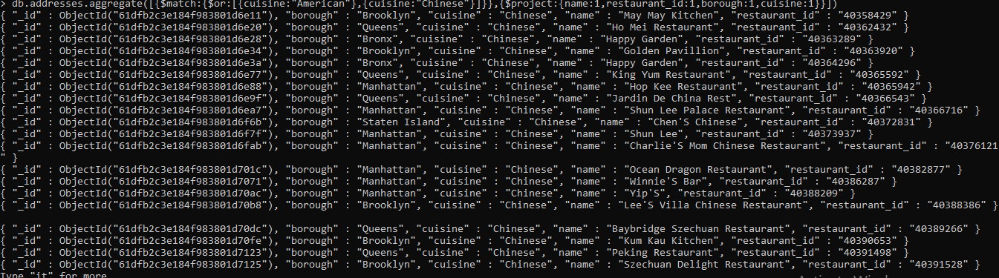 > db.addresses.aggregate([{$match:{$or:[{cuisine:"American"},{cuisine:"Chinese"}]}},{$project:{name:1,restaurant_id:1,borough:1,cuisine:1}}])
{ "_id" : ObjectId("61dfb2c3e184f983801d6e11"), "borough" : "Brooklyn", "cuisine" : "Chinese", "name" : "May May Kitchen", "restaurant_id" : "40358429" }
{ "_id" : ObjectId("61dfb2c3e184f983801d6e20"), "borough" : "Queens", "cuisine" : "Chinese", "name" : "Ho Mei Restaurant", "restaurant_id" : "40362432" }
{ "_id" : ObjectId("61dfb2c3e184f983801d6e28"), "borough" : "Bronx", "cuisine" : "Chinese", "name" : "Happy Garden", "restaurant_id" : "40363289" }
{ "_id" : ObjectId("61dfb2c3e184f983801d6e34"), "borough" : "Brooklyn", "cuisine" : "Chinese", "name" : "Golden Pavillion", "restaurant_id" : "40363920" }
{ "_id" : ObjectId("61dfb2c3e184f983801d6e3a"), "borough" : "Bronx", "cuisine" : "Chinese", "name" : "Happy Garden", "restaurant_id" : "40364296" }
{ "_id" : ObjectId("61dfb2c3e184f983801d6e77"), "borough" : "Queens", "cuisine" : "Chinese", "name" : "King Yum Restaurant", "restaurant_id" : "40365592" }
{ "_id" : ObjectId("61dfb2c3e184f983801d6e88"), "borough" : "Manhattan", "cuisine" : "Chinese", "name" : "Hop Kee Restaurant", "restaurant_id" : "40365942" }
{ "_id" : ObjectId("61dfb2c3e184f983801d6e9f"), "borough" : "Queens", "cuisine" : "Chinese", "name" : "Jardin De China Rest", "restaurant_id" : "40366543" }
{ "_id" : ObjectId("61dfb2c3e184f983801d6ea7"), "borough" : "Manhattan", "cuisine" : "Chinese", "name" : "Shun Lee Palace Restaurant", "restaurant_id" : "40366716" }
{ "_id" : ObjectId("61dfb2c3e184f983801d6f6b"), "borough" : "Staten Island", "cuisine" : "Chinese", "name" : "Chen'S Chinese", "restaurant_id" : "40372831" }
{ "_id" : ObjectId("61dfb2c3e184f983801d6f7f"), "borough" : "Manhattan", "cuisine" : "Chinese", "name" : "Shun Lee", "restaurant_id" : "40373937" }
{ "_id" : ObjectId("61dfb2c3e184f983801d6fab"), "borough" : "Manhattan", "cuisine" : "Chinese", "name" : "Charlie'S Mom Chinese Restaurant", "restaurant_id" : "40376121
" }
{ "_id" : ObjectId("61dfb2c3e184f983801d701c"), "borough" : "Manhattan", "cuisine" : "Chinese", "name" : "Ocean Dragon Restaurant", "restaurant_id" : "40382877" }
{ "_id" : ObjectId("61dfb2c3e184f983801d7071"), "borough" : "Manhattan", "cuisine" : "Chinese", "name" : "Winnie'S Bar", "restaurant_id" : "40386287" }
{ "_id" : ObjectId("61dfb2c3e184f983801d70ac"), "borough" : "Manhattan", "cuisine" : "Chinese", "name" : "Yip'S", "restaurant_id" : "40388209" }
{ "_id" : ObjectId("61dfb2c3e184f983801d70b8"), "borough" : "Brooklyn", "cuisine" : "Chinese", "name" : "Lee'S Villa Chinese Restaurant", "restaurant_id" : "40388386" }
{ "_id" : ObjectId("61dfb2c3e184f983801d70dc"), "borough" : "Queens", "cuisine" : "Chinese", "name" : "Baybridge Szechuan Restaurant", "restaurant_id" : "40389266" }
{ "_id" : ObjectId("61dfb2c3e184f983801d70fe"), "borough" : "Brooklyn", "cuisine" : "Chinese", "name" : "Kum Kau Kitchen", "restaurant_id" : "40390653" }
{ "_id" : ObjectId("61dfb2c3e184f983801d7123"), "borough" : "Queens", "cuisine" : "Chinese", "name" : "Peking Restaurant", "restaurant_id" : "40391498" }
{ "_id" : ObjectId("61dfb2c3e184f983801d7125"), "borough" : "Brooklyn", "cuisine" : "Chinese", "name" : "Szechuan Delight Restaurant", "restaurant_id" : "40391528" }
Type "it" for more